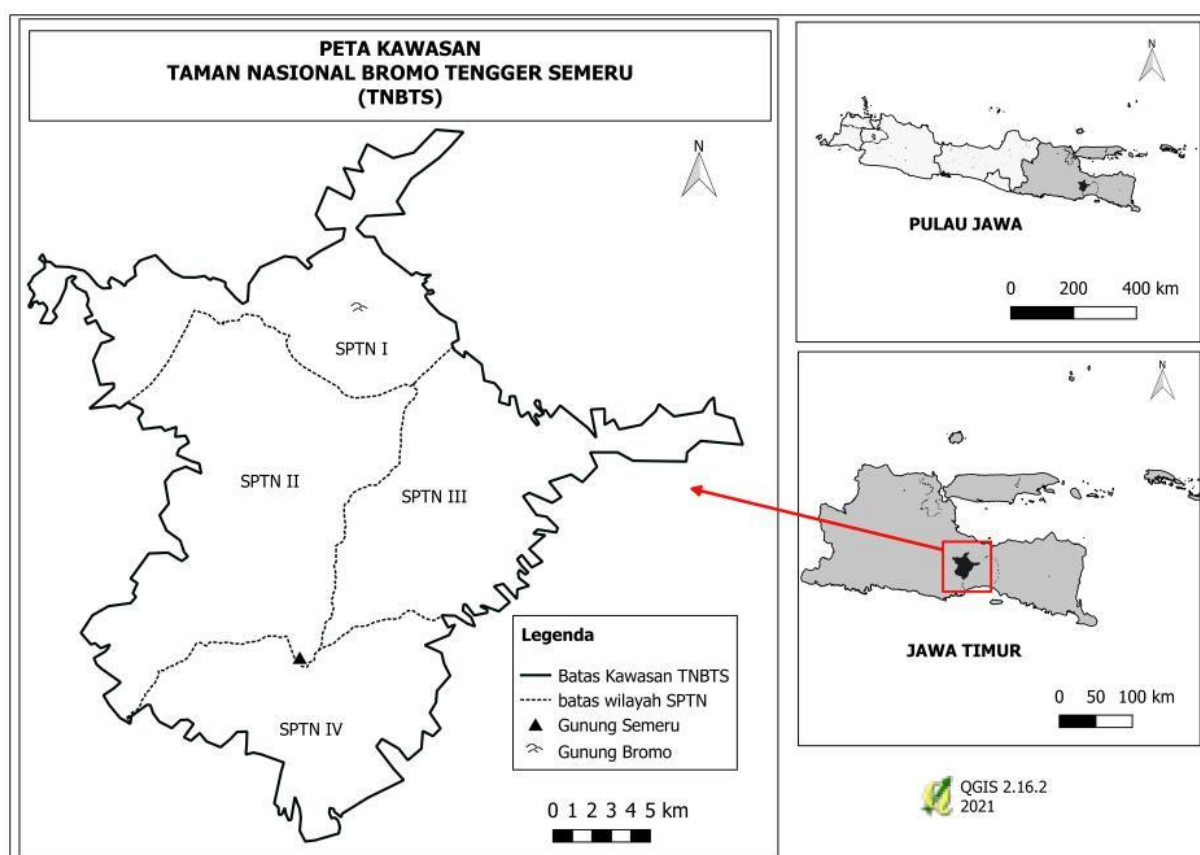 PETA KAWASAN
TAMAN NASIONAL BROMO TENGGER SEMERU
(TNBTS)
N
SPTN I
SPTN II
SPTN III
SPTN IV
Legenda
Batas Kawasan TNBTS
batas wilayah SPTN
Gunung Semeru
Gunung Bromo
0 1 2 3 4 5 km
N
PULAU JAWA
0 200 400 km
N
JAWA TIMUR
0 50 100 km
QGIS 2.16.2
2021